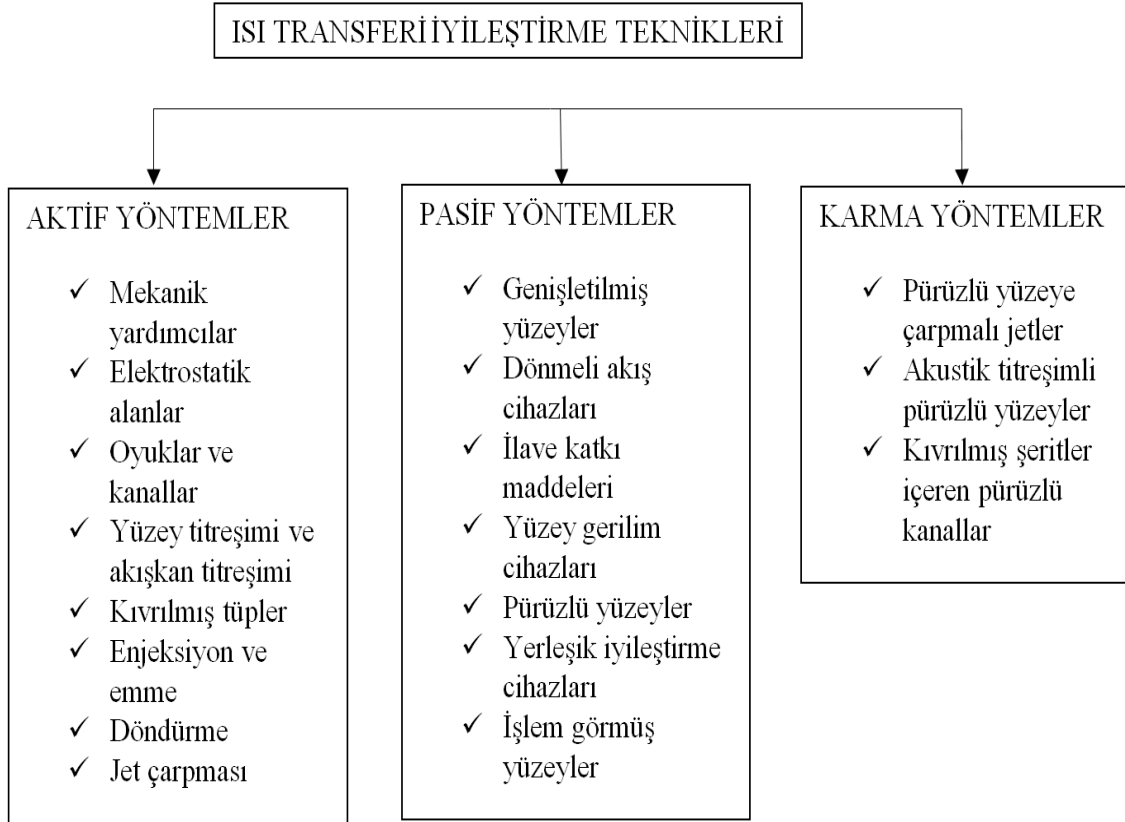 ISI TRANSFERİ İYİLEŞTİRME TEKNİKLERİ
AKTİF YÖNTEMLER
✓ Mekanik
yardımcılar
✓ Elektrostatik
alanlar
✓ Oyuklar ve
kanallar
✓ Yüzey titreşimi ve
akışkan titreşimi
✓ Kıvrılmış tüpler
✓ Enjeksiyon ve
emme
✓ Döndürme
✓ Jet çarpması
PASİF YÖNTEMLER
✓ Genişletilmiş
yüzeyler
✓ Dönmeli akış
cihazları
✓ İlave katkı
maddeleri
✓ Yüzey gerilim
cihazları
✓ Pürüzlü yüzeyler
✓ Yerleşik iyileştirme
cihazları
✓ İşlem görmüş
yüzeyler
KARMA YÖNTEMLER
✓ Pürüzlü yüzeye
çarpmalı jetler
✓ Akustik titreşimli
pürüzlü yüzeyler
✓ Kıvrılmış şeritler
içeren pürüzlü
kanallar